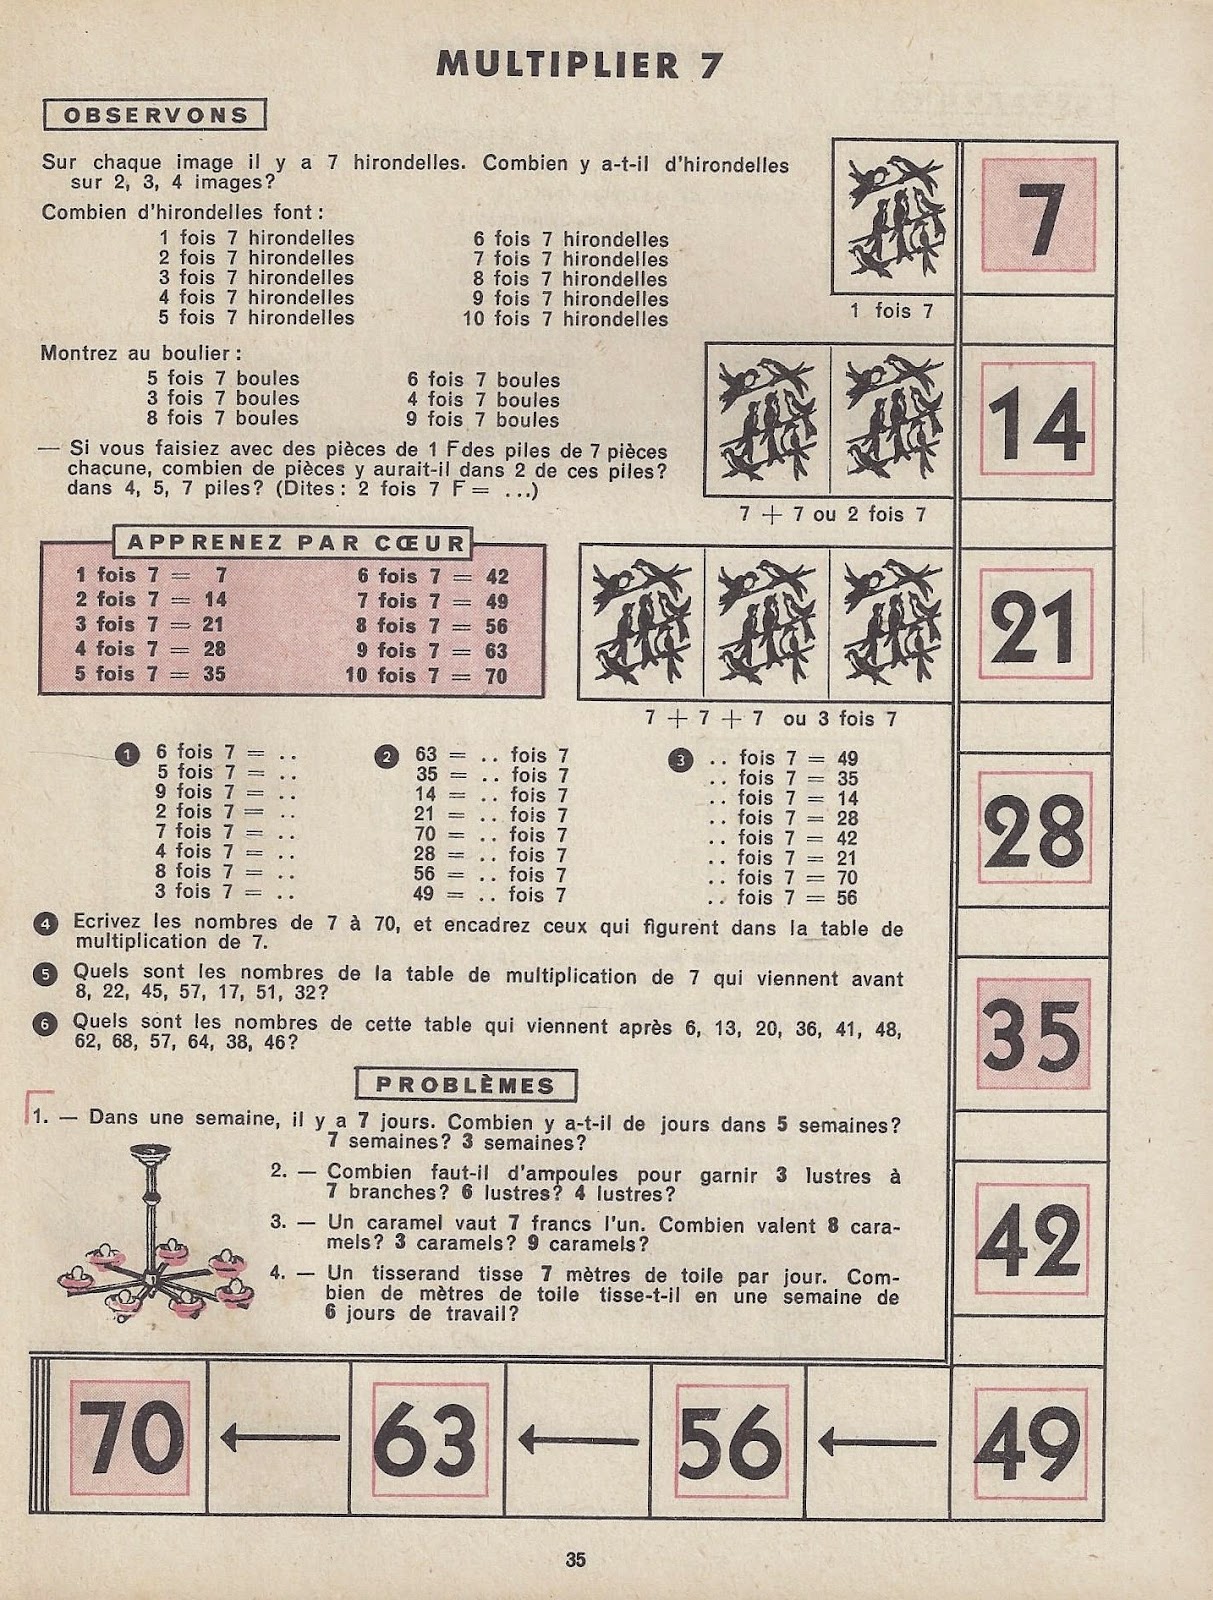 MULTIPLIER 7
OBSERVONS
Sur chaque image il y a 7 hirondelles. Combien y a-t-il d'hirondelles
sur 2, 3, 4 images?
Combien d'hirondelles font :
1 fois 7 hirondelles
2 fois 7 hirondelles
3 fois 7 hirondelles
4 fois 7 hirondelles
5 fois 7 hirondelles
6 fois 7 hirondelles
7 fois 7 hirondelles
8 fois 7 hirondelles
9 fois 7 hirondelles
10 fois 7 hirondelles
1 fois 7
7
Montrez au boulier :
5 fois 7 boules
3 fois 7 boules
8 fois 7 boules
6 fois 7 boules
4 fois 7 boules
9 fois 7 boules
— Si vous faisiez avec des pièces de 1 F des piles de 7 pièces
chacune, combien de pièces y aurait-il dans 2 de ces piles?
dans 4, 5, 7 piles? (Dites : 2 fois 7 F = ...)
7 + 7 ou 2 fois 7
14
APPRENEZ PAR CŒUR
1 fois 7 = 7
2 fois 7 = 14
3 fois 7 = 21
4 fois 7 = 28
5 fois 7 = 35
6 fois 7 = 42
7 fois 7 = 49
8 fois 7 = 56
9 fois 7 = 63
10 fois 7 = 70
7 + 7 + 7 ou 3 fois 7
21
1 6 fois 7 = ..
5 fois 7 = ..
9 fois 7 = ..
2 fois 7 = ..
7 fois 7 = ..
4 fois 7 = ..
8 fois 7 = ..
3 fois 7 = ..
2 63 = .. fois 7
35 = .. fois 7
14 = .. fois 7
21 = .. fois 7
70 = .. fois 7
28 = .. fois 7
56 = .. fois 7
49 = .. fois 7
3 .. fois 7 = 49
.. fois 7 = 35
.. fois 7 = 14
.. fois 7 = 28
.. fois 7 = 42
.. fois 7 = 21
.. fois 7 = 70
.. fois 7 = 56
28
4 Ecrivez les nombres de 7 à 70, et encadrez ceux qui figurent dans la table de
multiplication de 7.
5 Quels sont les nombres de la table de multiplication de 7 qui viennent avant
8, 22, 45, 57, 17, 51, 32?
6 Quels sont les nombres de cette table qui viennent après 6, 13, 20, 36, 41, 48,
62, 68, 57, 64, 38, 46?
35
PROBLÈMES
1. — Dans une semaine, il y a 7 jours. Combien y a-t-il de jours dans 5 semaines?
7 semaines? 3 semaines?
2. — Combien faut-il d'ampoules pour garnir 3 lustres à
7 branches? 6 lustres? 4 lustres?
3. — Un caramel vaut 7 francs l'un. Combien valent 8 cara-
mels? 3 caramels? 9 caramels?
4. — Un tisserand tisse 7 mètres de toile par jour. Com-
bien de mètres de toile tisse-t-il en une semaine de
6 jours de travail?
42
70 ← 63 ← 56 ← 49
35